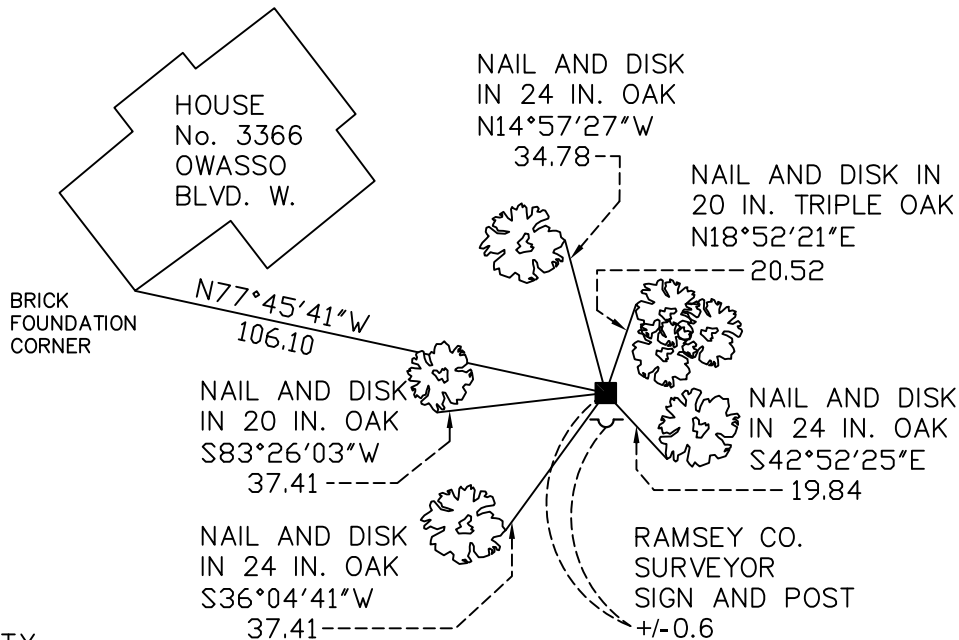 HOUSE
No. 3366
OWASSO
BLVD. W.
NAIL AND DISK
IN 24 IN. OAK
N14°57'27"W
34.78
NAIL AND DISK IN
20 IN. TRIPLE OAK
N18°52'21"E
20.52
BRICK
FOUNDATION
CORNER
N77°45'41"W
106.10
NAIL AND DISK
IN 20 IN. OAK
S83°26'03"W
37.41
NAIL AND DISK
IN 24 IN. OAK
S42°52'25"E
19.84
NAIL AND DISK
IN 24 IN. OAK
S36°04'41"W
37.41
RAMSEY CO.
SURVEYOR
SIGN AND POST
+/-0.6